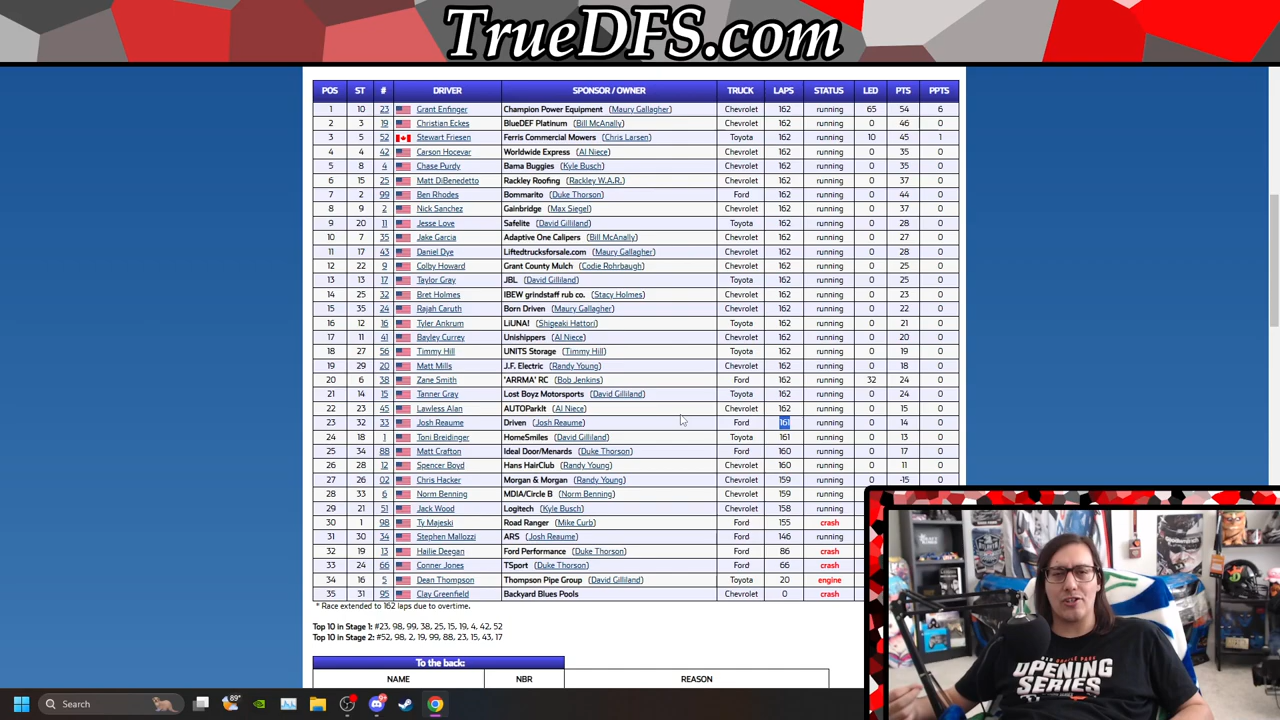 TrueDFS.com
POS ST # DRIVER SPONSOR / OWNER TRUCK LAPS STATUS LED PTS PPTS
1 10 23 Grant Enfinger Champion Power Equipment (Maury Gallagher) Chevrolet 162 running 65 54 6
2 3 19 Christian Eckes BlueDEF Platinum (Bill McAnally) Chevrolet 162 running 0 46 0
3 5 52 Stewart Friesen Ferris Commercial Mowers (Chris Larsen) Toyota 162 running 10 45 1
4 4 42 Carson Hocevar Worldwide Express (Al Niece) Chevrolet 162 running 0 35 0
5 8 4 Chase Purdy Bama Buggies (Kyle Busch) Chevrolet 162 running 0 35 0
6 15 25 Matt DiBenedetto Rackley Roofing (Rackley W.A.R.) Chevrolet 162 running 0 37 0
7 2 99 Ben Rhodes Bommarito (Duke Thorson) Ford 162 running 0 44 0
8 9 2 Nick Sanchez Gainbridge (Max Siegel) Chevrolet 162 running 0 37 0
9 20 11 Jesse Love Safelite (David Gilliland) Toyota 162 running 0 28 0
10 7 35 Jake Garcia Adaptive One Calipers (Bill McAnally) Chevrolet 162 running 0 27 0
11 17 43 Daniel Dye Liftedtrucksforsale.com (Maury Gallagher) Chevrolet 162 running 0 28 0
12 22 9 Colby Howard Grant County Mulch (Codie Rohrbaugh) Chevrolet 162 running 0 25 0
13 13 17 Taylor Gray JBL (David Gilliland) Toyota 162 running 0 25 0
14 25 32 Bret Holmes IBEW grindstaff rub co. (Stacy Holmes) Chevrolet 162 running 0 23 0
15 35 24 Rajah Caruth Born Driven (Maury Gallagher) Chevrolet 162 running 0 22 0
16 12 16 Tyler Ankrum LiUNA! (Shigeaki Hattori) Toyota 162 running 0 21 0
17 11 41 Bayley Currey Unishippers (Al Niece) Chevrolet 162 running 0 20 0
18 27 56 Timmy Hill UNITS Storage (Timmy Hill) Toyota 162 running 0 19 0
19 29 20 Matt Mills J.F. Electric (Randy Young) Chevrolet 162 running 0 18 0
20 6 38 Zane Smith 'ARRMA' RC (Bob Jenkins) Ford 162 running 32 24 0
21 14 15 Tanner Gray Lost Boyz Motorsports (David Gilliland) Toyota 162 running 0 24 0
22 23 45 Lawless Alan AUTOParkIt (Al Niece) Chevrolet 162 running 0 15 0
23 32 33 Josh Reaume Driven (Josh Reaume) Ford 161 running 0 14 0
24 18 1 Toni Breidinger HomeSmiles (David Gilliland) Toyota 161 running 0 13 0
25 34 88 Matt Crafton Ideal Door/Menards (Duke Thorson) Ford 160 running 0 17 0
26 28 12 Spencer Boyd Hans HairClub (Randy Young) Chevrolet 160 running 0 11 0
27 26 02 Chris Hacker Morgan & Morgan (Randy Young) Chevrolet 159 running 0 -15 0
28 33 6 Norm Benning MDIA/Circle B (Norm Benning) Chevrolet 159 running
29 21 51 Jack Wood Logitech (Kyle Busch) Chevrolet 158 running
30 1 98 Ty Majeski Road Ranger (Mike Curb) Ford 155 crash
31 30 34 Stephen Mallozzi ARS (Josh Reaume) Ford 146 running
32 19 13 Hailie Deegan Ford Performance (Duke Thorson) Ford 86 crash
33 24 66 Conner Jones TSport (Duke Thorson) Ford 66 crash
34 16 5 Dean Thompson Thompson Pipe Group (David Gilliland) Toyota 20 engine
35 31 95 Clay Greenfield Backyard Blues Pools Chevrolet 0 crash
* Race extended to 162 laps due to overtime.
Top 10 in Stage 1: #23, 98, 99, 38, 25, 15, 19, 4, 42, 52
Top 10 in Stage 2: #52, 98, 2, 19, 99, 88, 23, 15, 43, 17
To the back:
NAME NBR REASON
OPENING
SERIES
Search
89°
9+